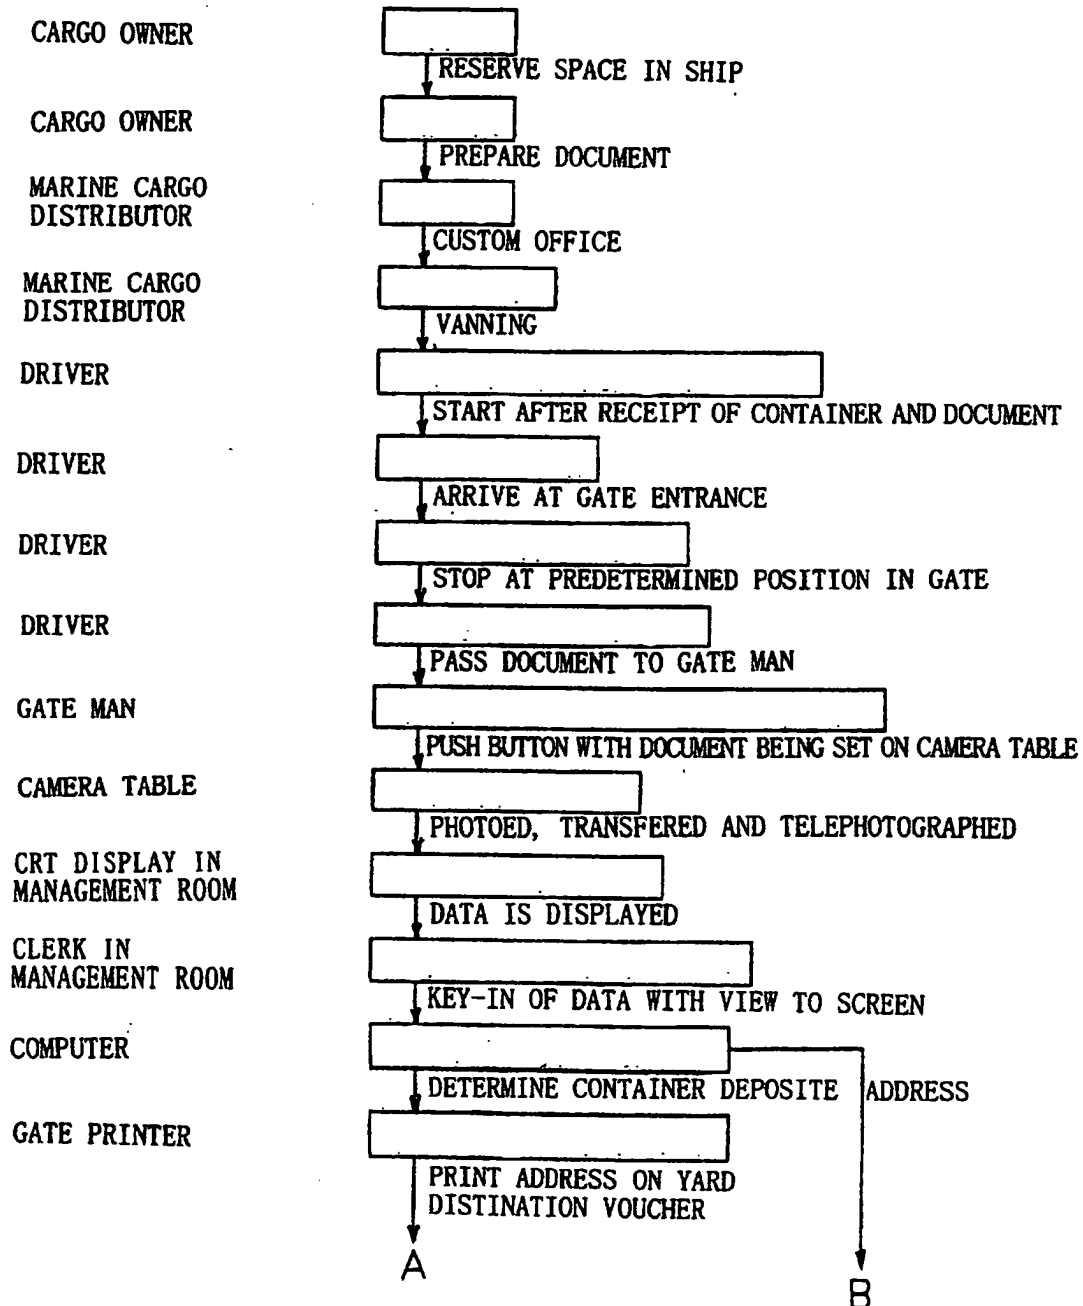 CARGO OWNER
RESERVE SPACE IN SHIP
CARGO OWNER
PREPARE DOCUMENT
MARINE CARGO
DISTRIBUTOR
CUSTOM OFFICE
MARINE CARGO
DISTRIBUTOR
VANNING
DRIVER
START AFTER RECEIPT OF CONTAINER AND DOCUMENT
DRIVER
ARRIVE AT GATE ENTRANCE
DRIVER
STOP AT PREDETERMINED POSITION IN GATE
DRIVER
PASS DOCUMENT TO GATE MAN
GATE MAN
PUSH BUTTON WITH DOCUMENT BEING SET ON CAMERA TABLE
CAMERA TABLE
PHOTOED, TRANSFERED AND TELEPHOTOGRAPHED
CRT DISPLAY IN
MANAGEMENT ROOM
DATA IS DISPLAYED
CLERK IN
MANAGEMENT ROOM
KEY-IN OF DATA WITH VIEW TO SCREEN
COMPUTER
DETERMINE CONTAINER DEPOSITE ADDRESS
GATE PRINTER
PRINT ADDRESS ON YARD
DISTINATION VOUCHER
A
B